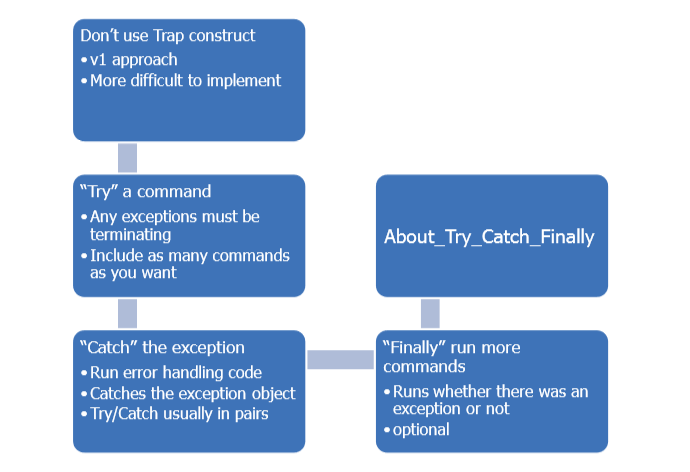 Don’t use Trap construct
• v1 approach
• More difficult to implement
“Try” a command
• Any exceptions must be
terminating
• Include as many commands
as you want
“Catch” the exception
• Run error handling code
• Catches the exception object
• Try/Catch usually in pairs
“Finally” run more
commands
• Runs whether there was an
exception or not
• optional
About_Try_Catch_Finally